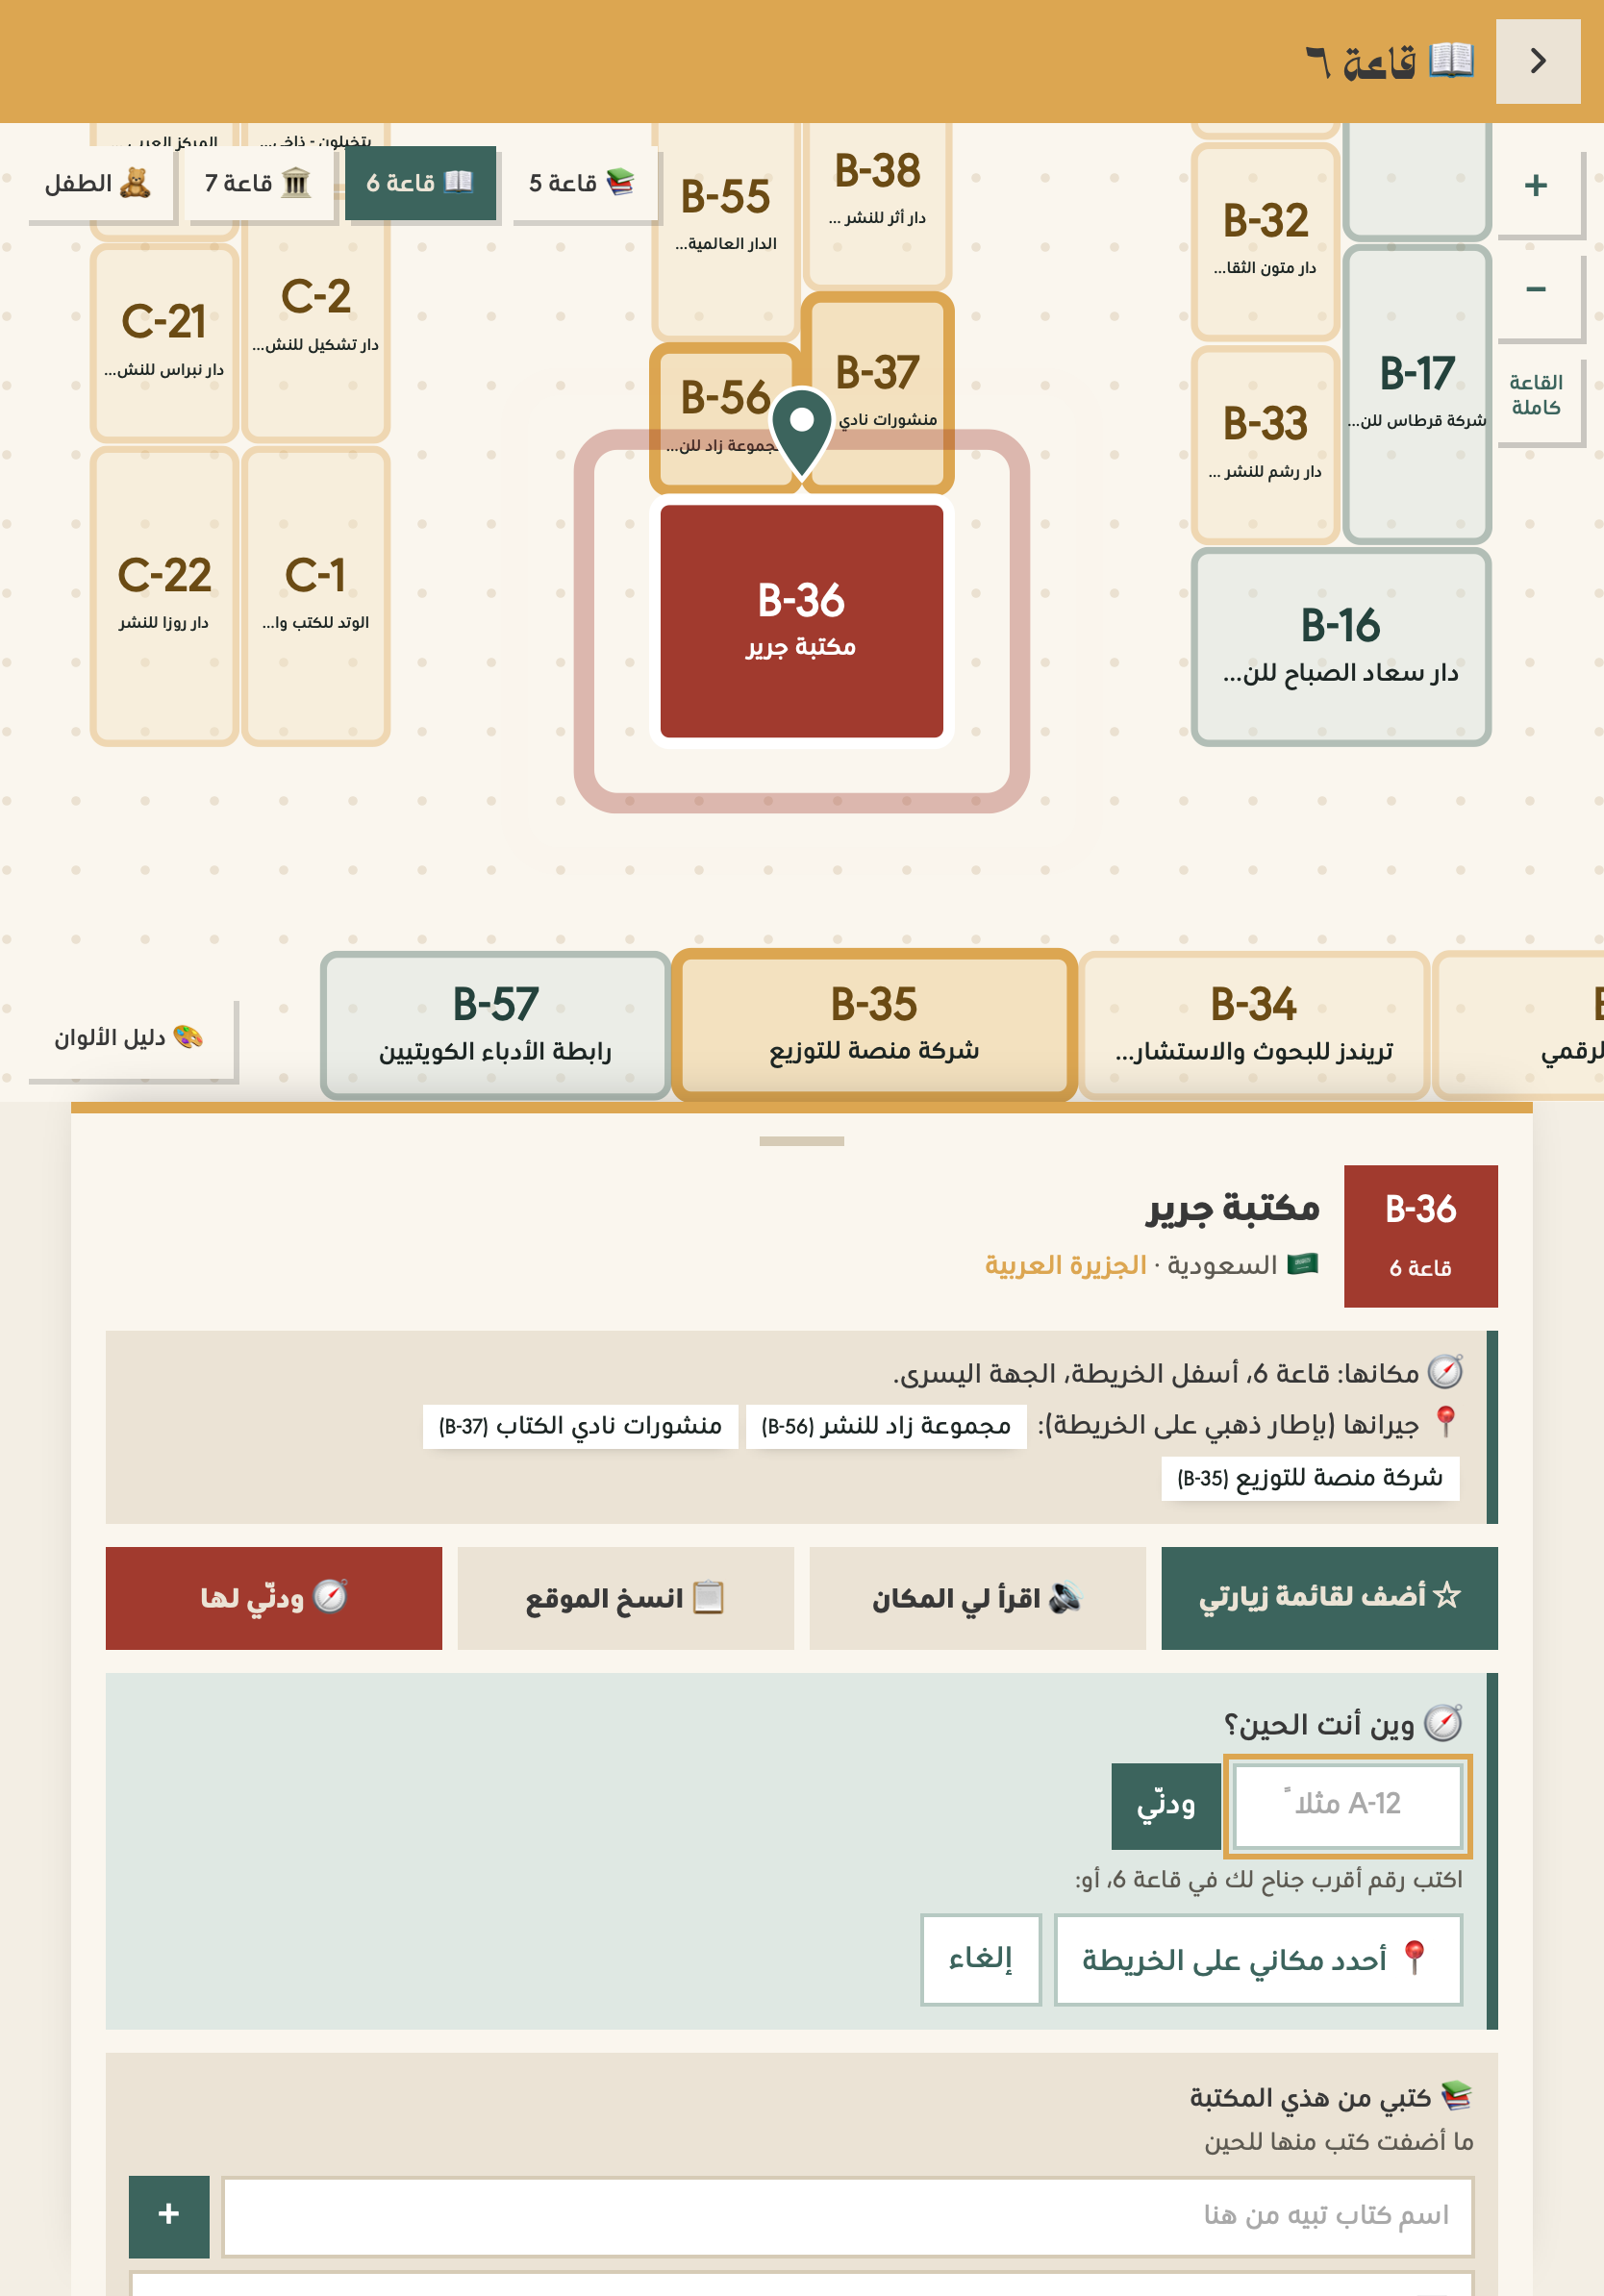 قاعة ٦
قاعة 5
قاعة 6
قاعة 7
الطفل
+
−
القاعة
كاملة
المركز العربي ...
يتخيلون - داخي...
B-38
دار أثر للنشر ...
B-55
الدار العالمية...
B-32
دار متون الثقا...
C-2
دار تشكيل للنش...
C-21
دار نبراس للنش...
B-17
شركة قرطاس للن...
B-37
منشورات نادي
B-56
مجموعة زاد للن...
B-33
دار رشم للنشر ...
C-1
الوتد للكتب وا...
C-22
دار روزا للنشر
B-36
مكتبة جرير
B-16
دار سعاد الصباح للن...
B-34
تريندز للبحوث والاستشار...
B-35
شركة منصة للتوزيع
B-57
رابطة الأدباء الكويتيين
دليل الألوان
B-36
قاعة 6
مكتبة جرير
السعودية · الجزيرة العربية
مكانها: قاعة 6، أسفل الخريطة، الجهة اليسرى.
جيرانها (بإطار ذهبي على الخريطة): مجموعة زاد للنشر (B-56) منشورات نادي الكتاب (B-37)
شركة منصة للتوزيع (B-35)
☆ أضف لقائمة زيارتي
اقرأ لي المكان
انسخ الموقع
ودنّي لها
وين أنت الحين؟
A-12 مثلاً
ودنّي
اكتب رقم أقرب جناح لك في قاعة 6، أو:
أحدد مكاني على الخريطة
إلغاء
كتبي من هذي المكتبة
ما أضفت كتب منها للحين
اسم كتاب تبيه من هنا
+